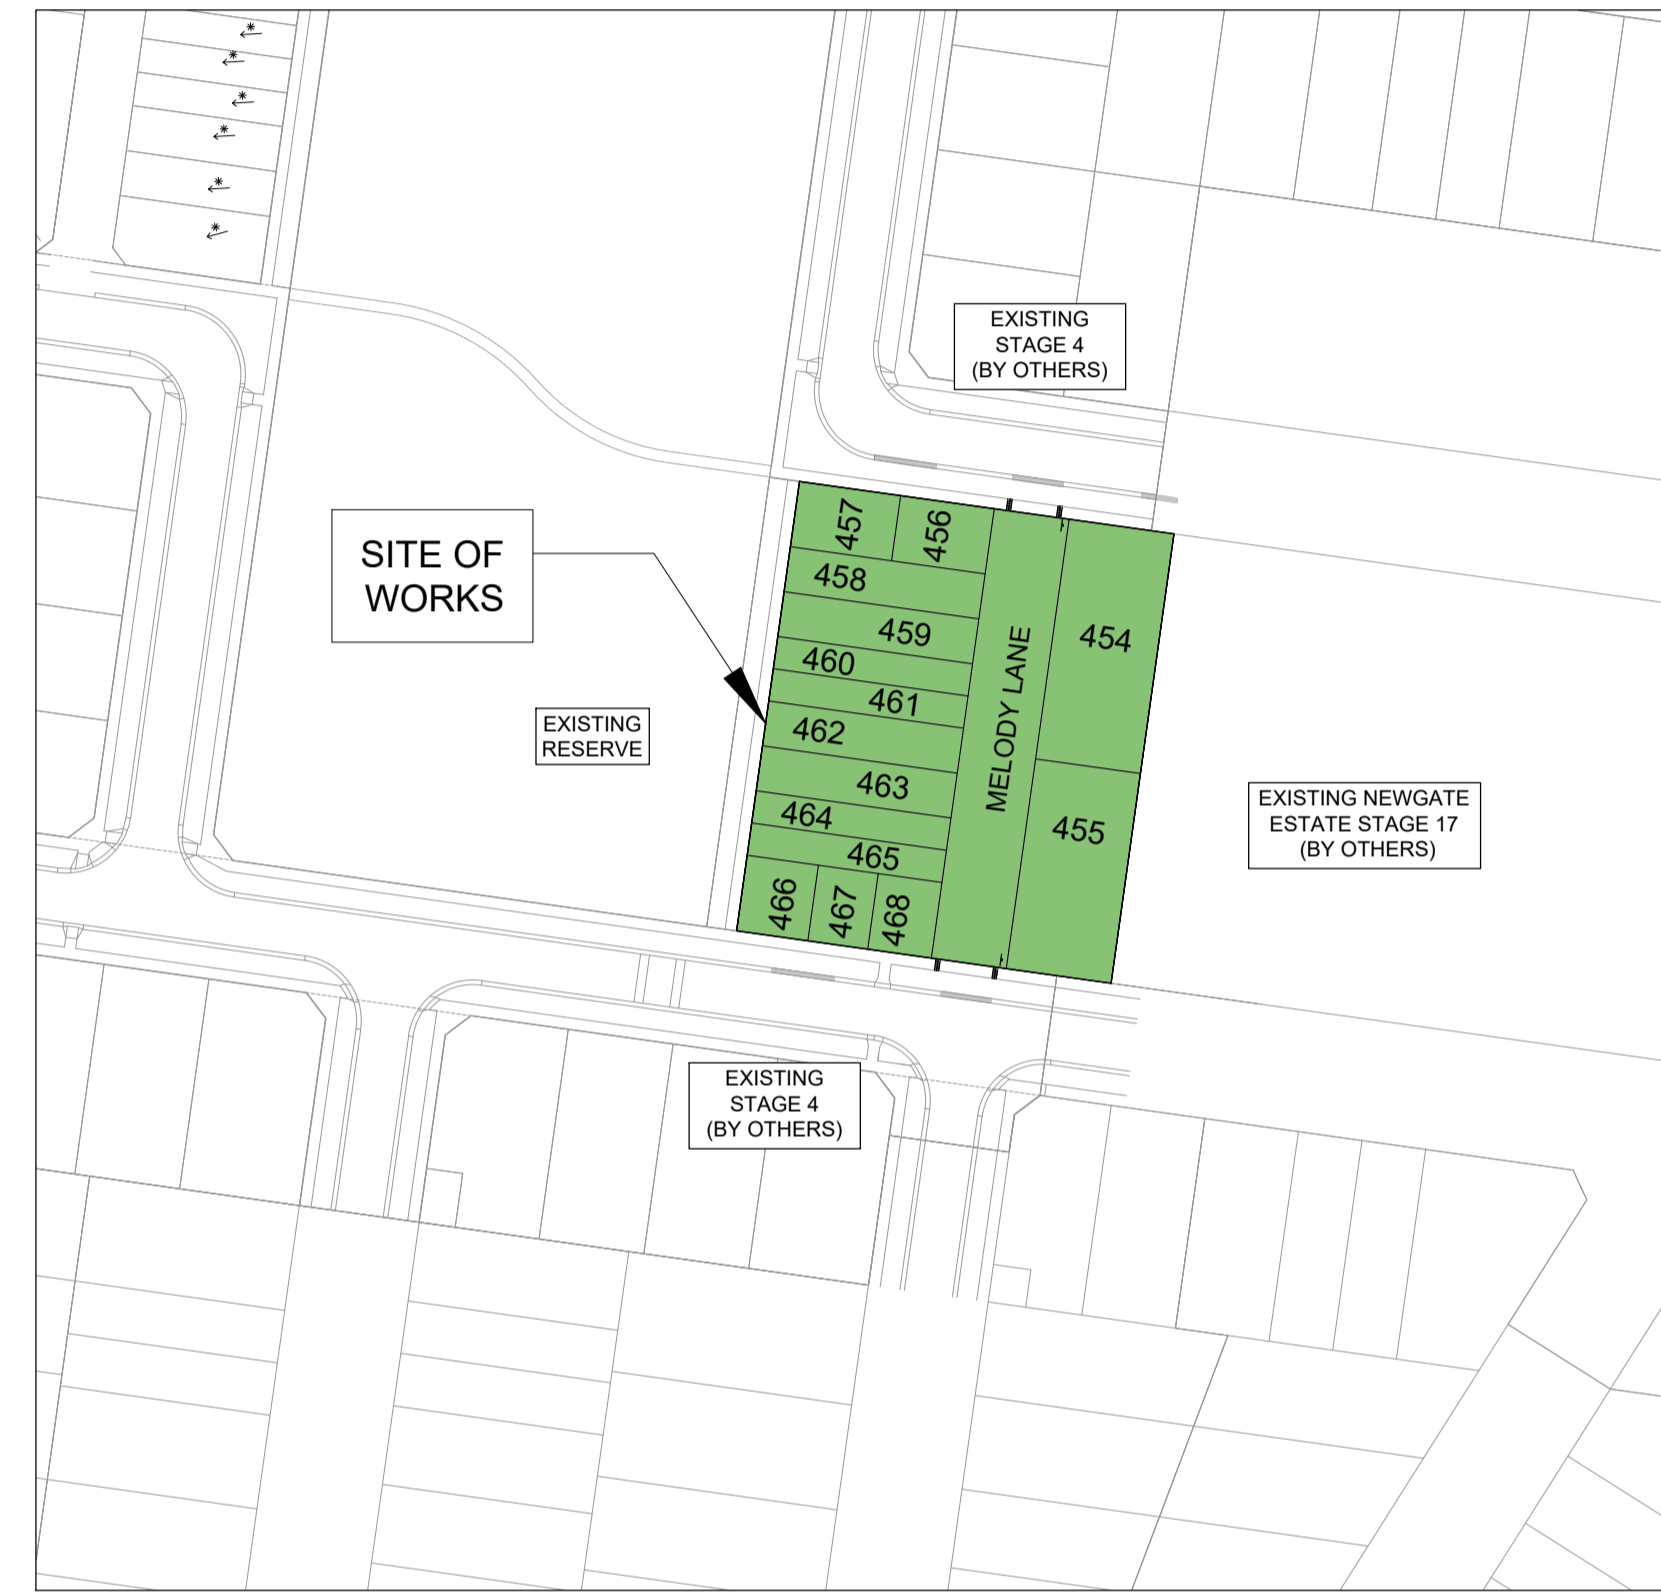 EXISTING
STAGE 4
(BY OTHERS)
SITE OF
WORKS
457
456
458
459
460
461
462
463
464
465
466
467
468
MELODY LANE
454
455
EXISTING
RESERVE
EXISTING NEWGATE
ESTATE STAGE 17
(BY OTHERS)
EXISTING
STAGE 4
(BY OTHERS)